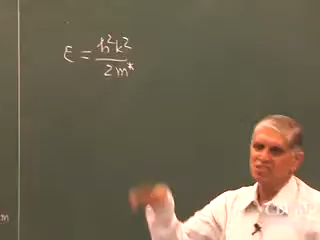 ε = ħ²k² / 2m*
m